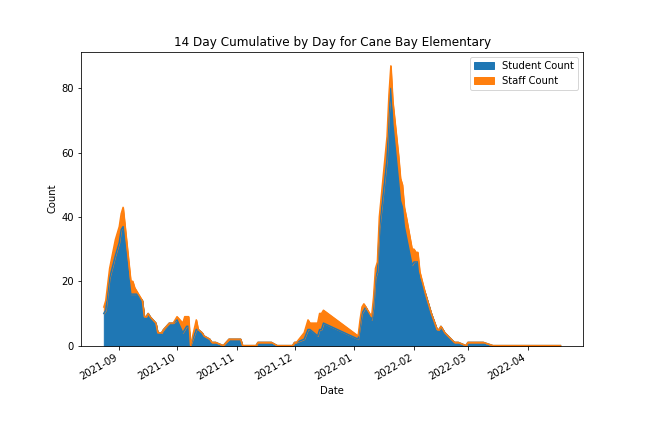 14 Day Cumulative by Day for Cane Bay Elementary
Student Count
Staff Count
Count
80
60
40
20
0
2021-09
2021-10
2021-11
2021-12
2022-01
2022-02
2022-03
2022-04
Date